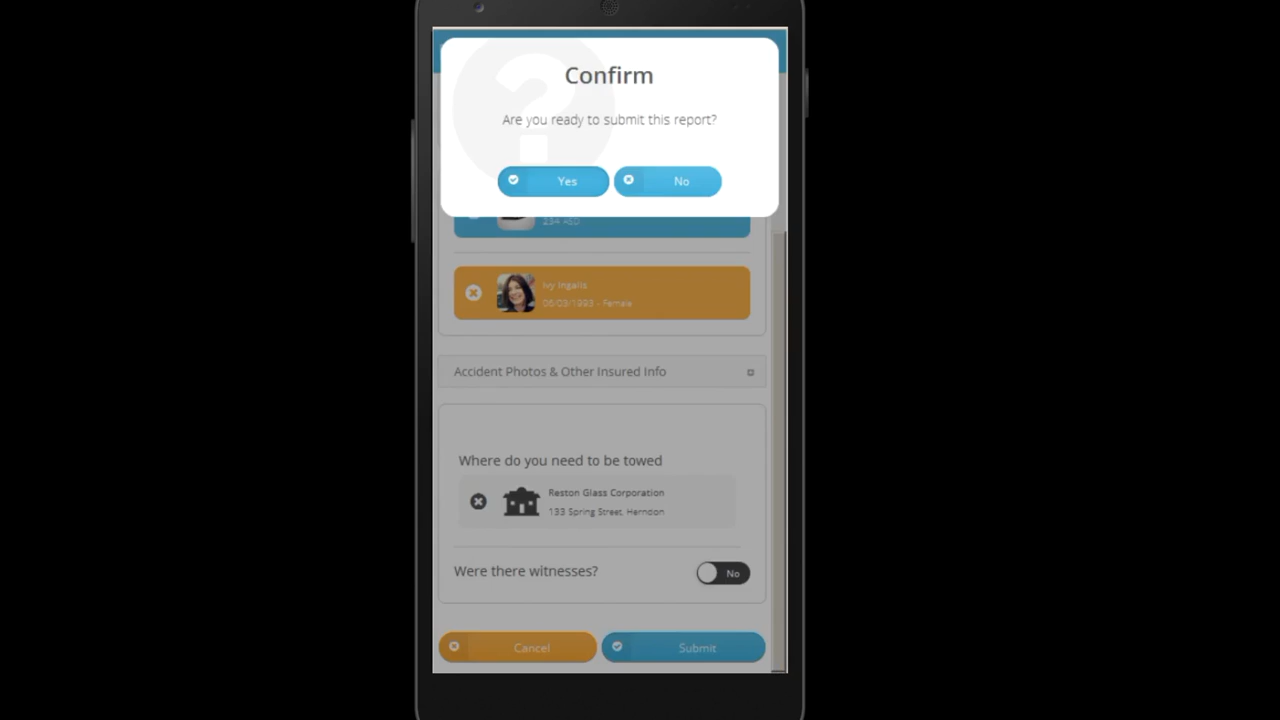 Confirm
Are you ready to submit this report?
Yes
No
234 AED
Ivy Ingalls
06/05/1993 - Female
Accident Photos & Other Insured Info
Where do you need to be towed
Reston Glass Corporation
133 Spring Street, Herndon
Were there witnesses?
No
Cancel
Submit